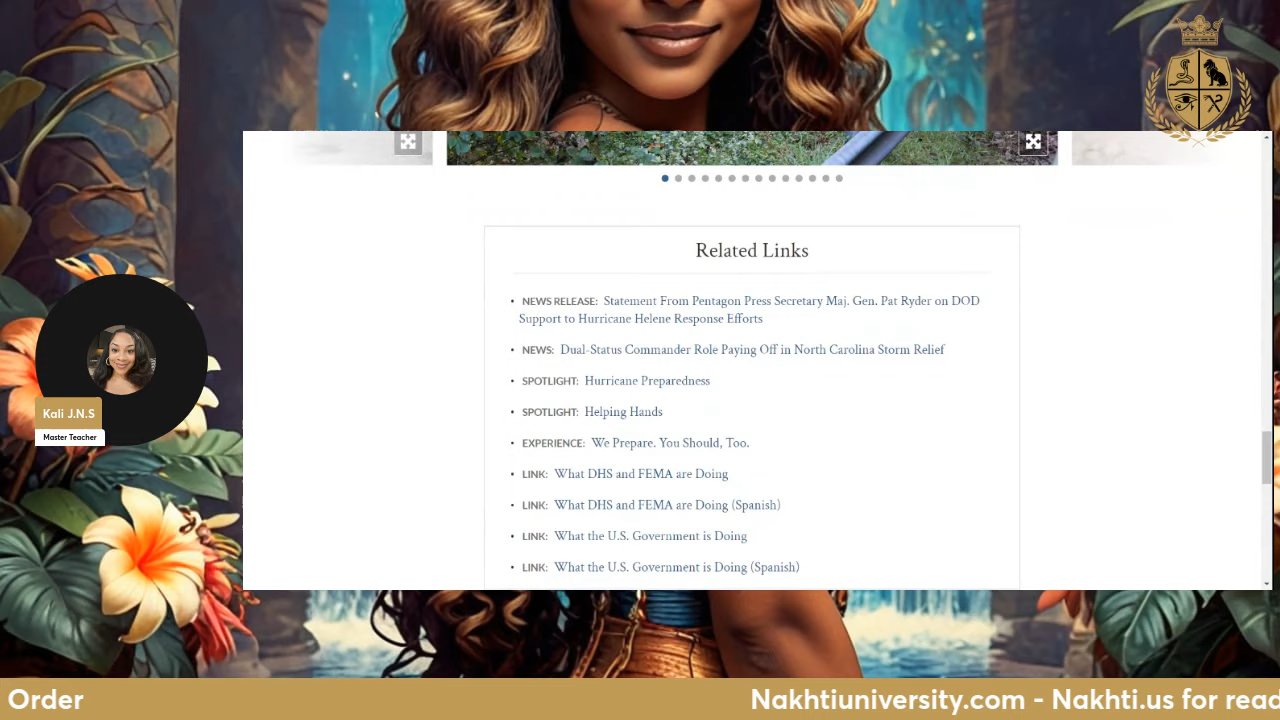 Related Links
• NEWS RELEASE: Statement From Pentagon Press Secretary Maj. Gen. Pat Ryder on DOD
Support to Hurricane Helene Response Efforts
• NEWS: Dual-Status Commander Role Paying Off in North Carolina Storm Relief
• SPOTLIGHT: Hurricane Preparedness
• SPOTLIGHT: Helping Hands
• EXPERIENCE: We Prepare. You Should, Too.
• LINK: What DHS and FEMA are Doing
• LINK: What DHS and FEMA are Doing (Spanish)
• LINK: What the U.S. Government is Doing
• LINK: What the U.S. Government is Doing (Spanish)
Kali J.N.S
Master Teacher
Order
Nakhtiuniversity.com - Nakhti.us for read